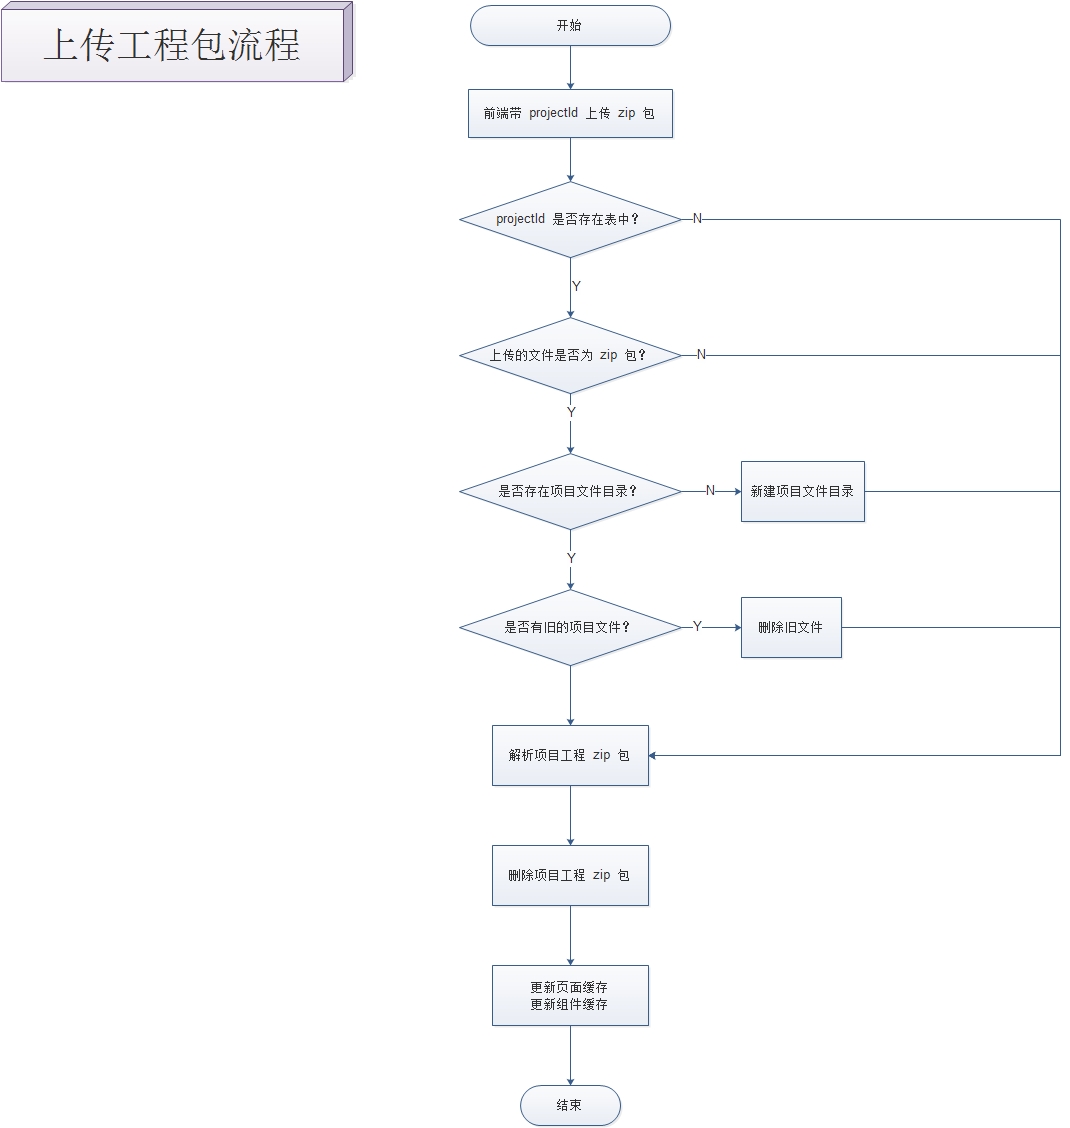 上传工程包流程
开始
前端带 projectId 上传 zip 包
projectId 是否存在表中？
N
Y
上传的文件是否为 zip 包？
N
Y
是否存在项目文件目录？
N
新建项目文件目录
Y
是否有旧的项目文件？
Y
删除旧文件
解析项目工程 zip 包
删除项目工程 zip 包
更新页面缓存
更新组件缓存
结束